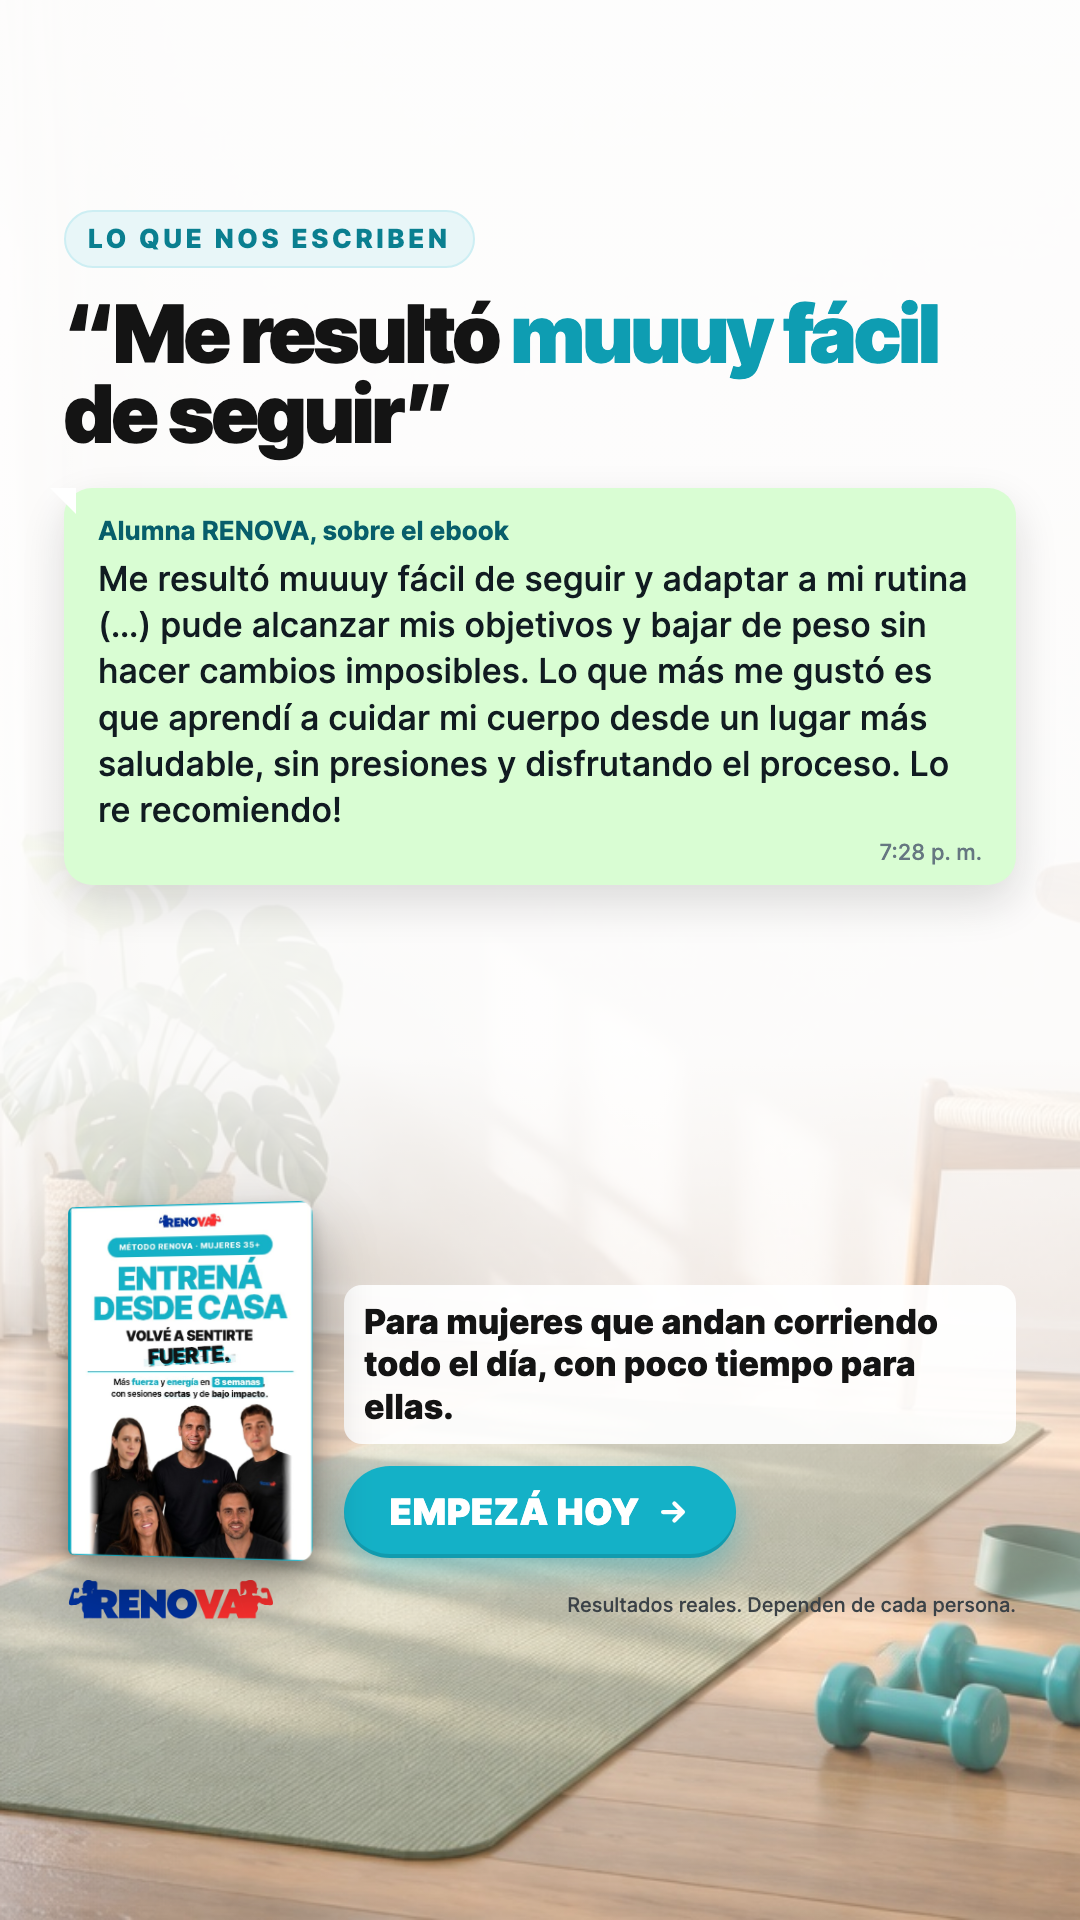 LO QUE NOS ESCRIBEN
“Me resultó muuuy fácil
de seguir”
Alumna RENOVA, sobre el ebook
Me resultó muuuy fácil de seguir y adaptar a mi rutina
(...) pude alcanzar mis objetivos y bajar de peso sin
hacer cambios imposibles. Lo que más me gustó es
que aprendí a cuidar mi cuerpo desde un lugar más
saludable, sin presiones y disfrutando el proceso. Lo
re recomiendo!
7:28 p. m.
RENOVA
MÉTODO RENOVA · MUJERES 35+
ENTRENÁ
DESDE CASA
VOLVÉ A SENTIRTE
FUERTE.
Más fuerza y energía en 8 semanas,
con sesiones cortas y de bajo impacto.
Para mujeres que andan corriendo
todo el día, con poco tiempo para
ellas.
EMPEZÁ HOY →
RENOVA
Resultados reales. Dependen de cada persona.